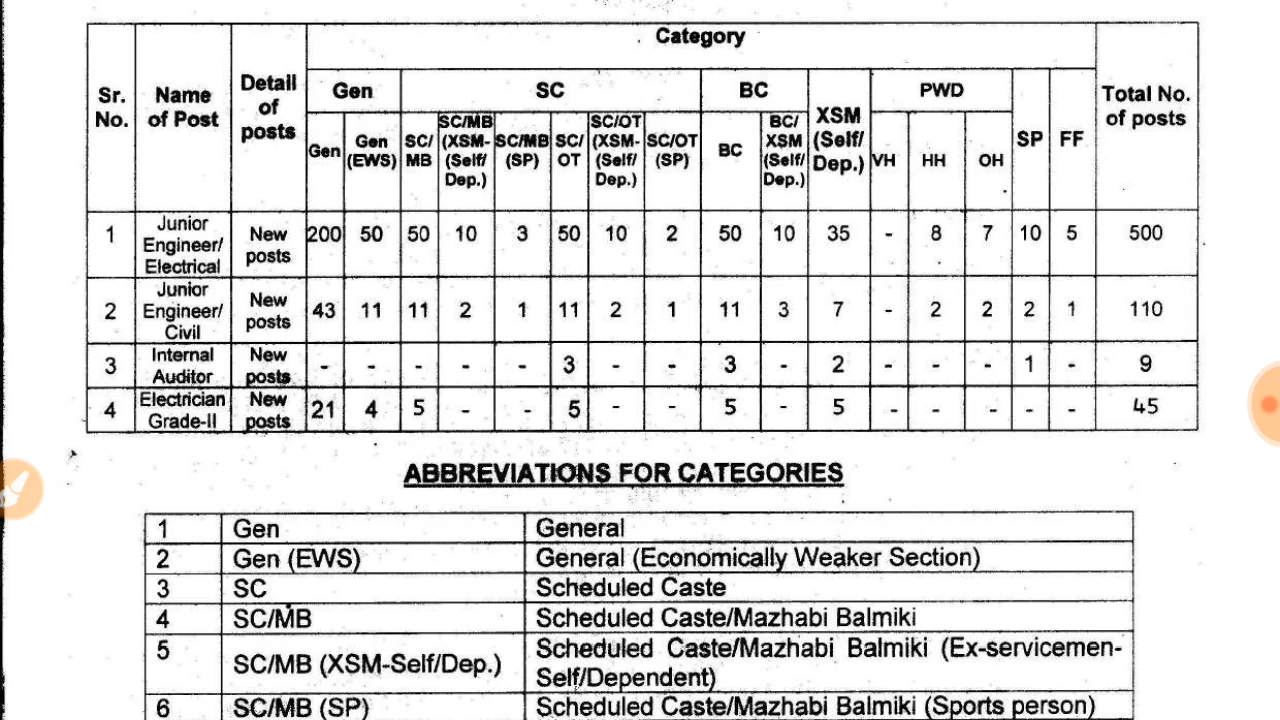 Sr. No. Name of Post Detail of posts Category Total No. of posts
Gen SC BC XSM (Self/ Dep.) PWD SP FF
Gen Gen (EWS) SC/ MB SC/MB (XSM- (Self/ Dep.) SC/MB (SP) SC/ OT SC/OT (XSM- (Self/ Dep.) SC/OT (SP) BC BC/ XSM (Self/ Dep.) VH HH OH
1 Junior Engineer/ Electrical New posts 200 50 50 10 3 50 10 2 50 10 35 - 8 7 10 5 500
2 Junior Engineer/ Civil New posts 43 11 11 2 1 11 2 1 11 3 7 - 2 2 2 1 110
3 Internal Auditor New posts - - - - - 3 - - 3 - 2 - - - 1 - 9
4 Electrician Grade-II New posts 21 4 5 - - 5 - - 5 - 5 - - - - - 45
ABBREVIATIONS FOR CATEGORIES
1 Gen General
2 Gen (EWS) General (Economically Weaker Section)
3 SC Scheduled Caste
4 SC/MB Scheduled Caste/Mazhabi Balmiki
5 SC/MB (XSM-Self/Dep.) Scheduled Caste/Mazhabi Balmiki (Ex-servicemen-
Self/Dependent)
6 SC/MB (SP) Scheduled Caste/Mazhabi Balmiki (Sports person)